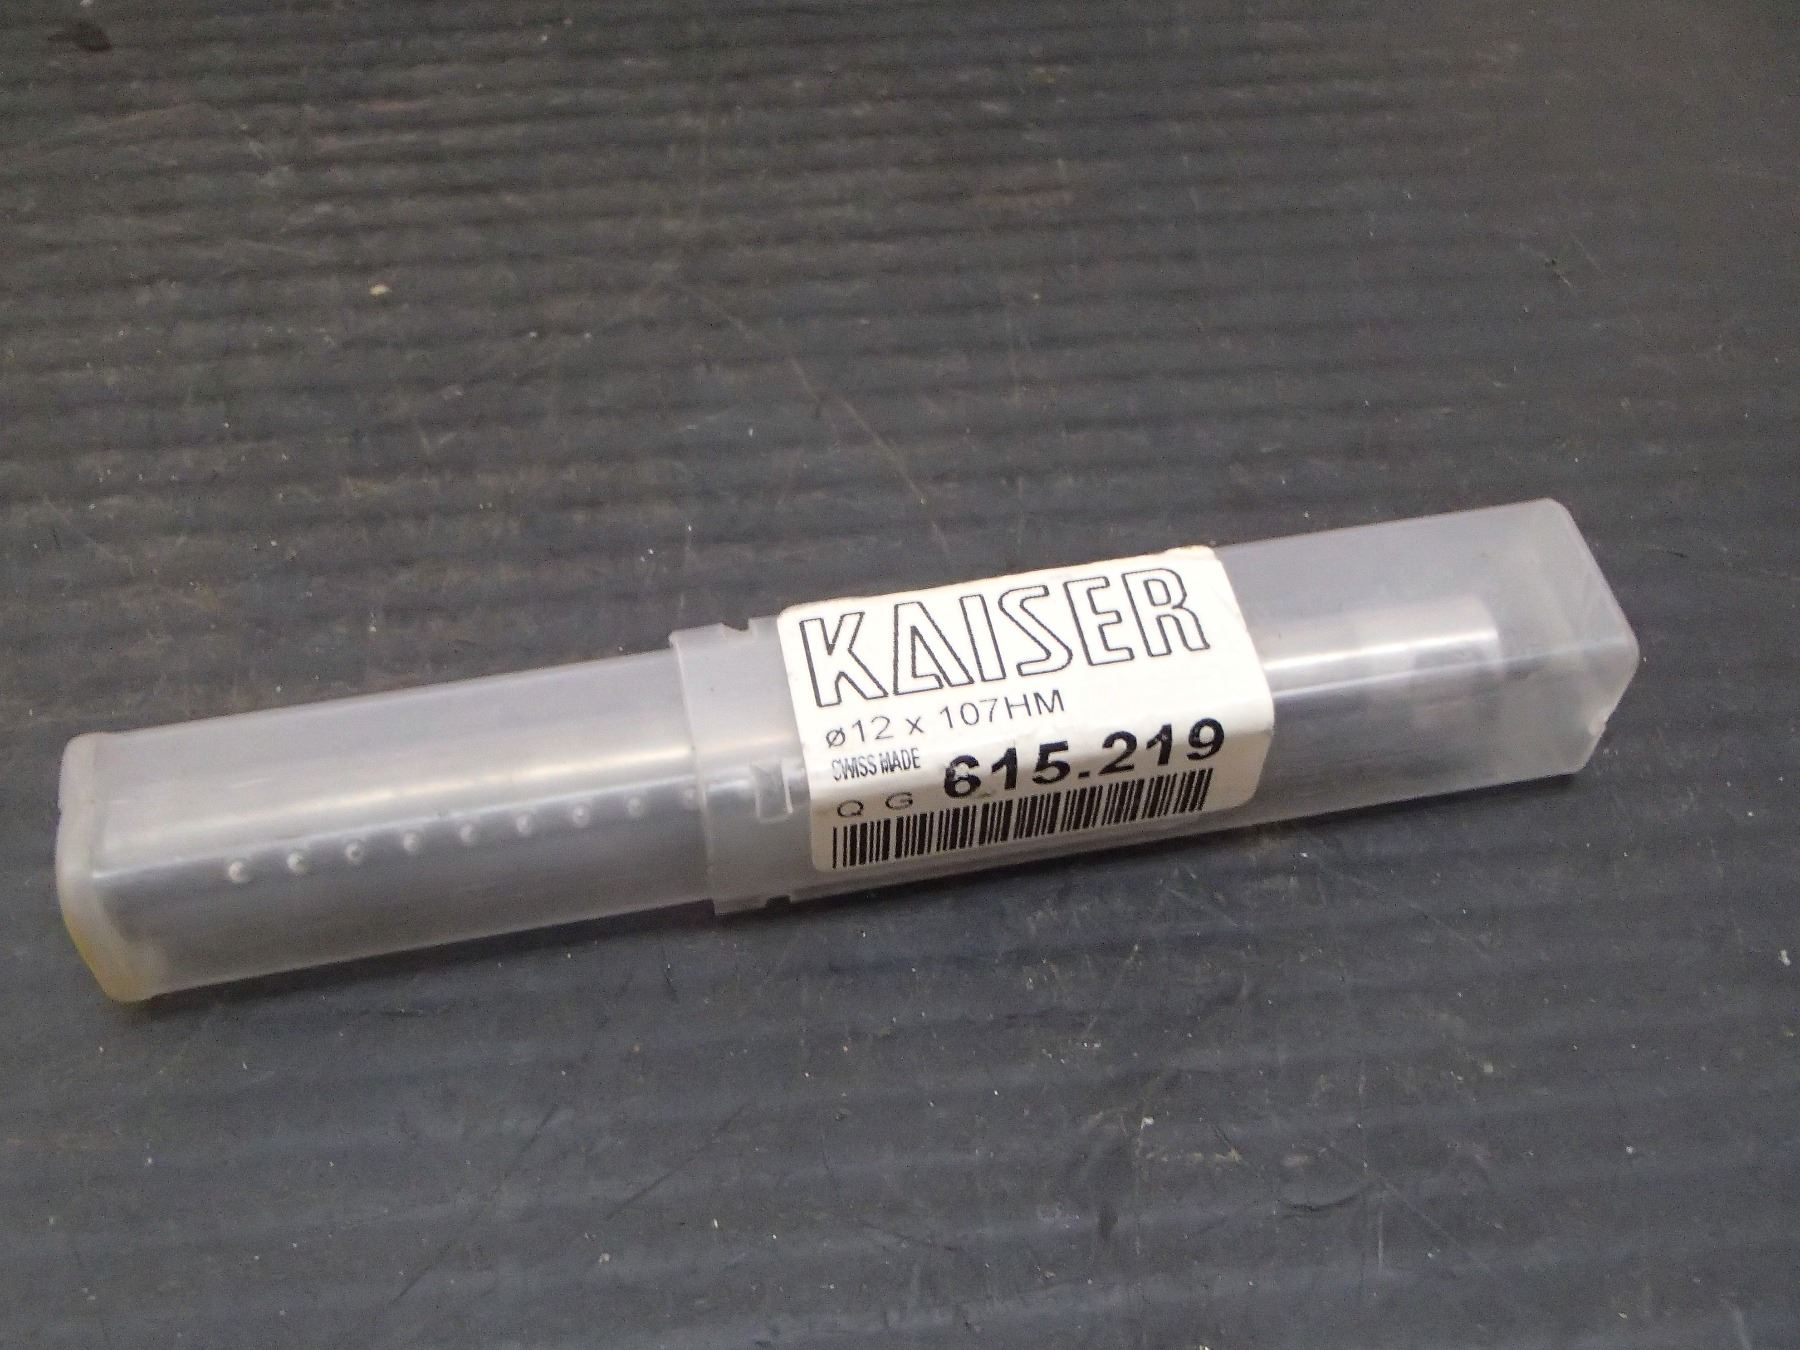 KAISER
ø12 x 107HM
SWISS MADE 615.219
Q G